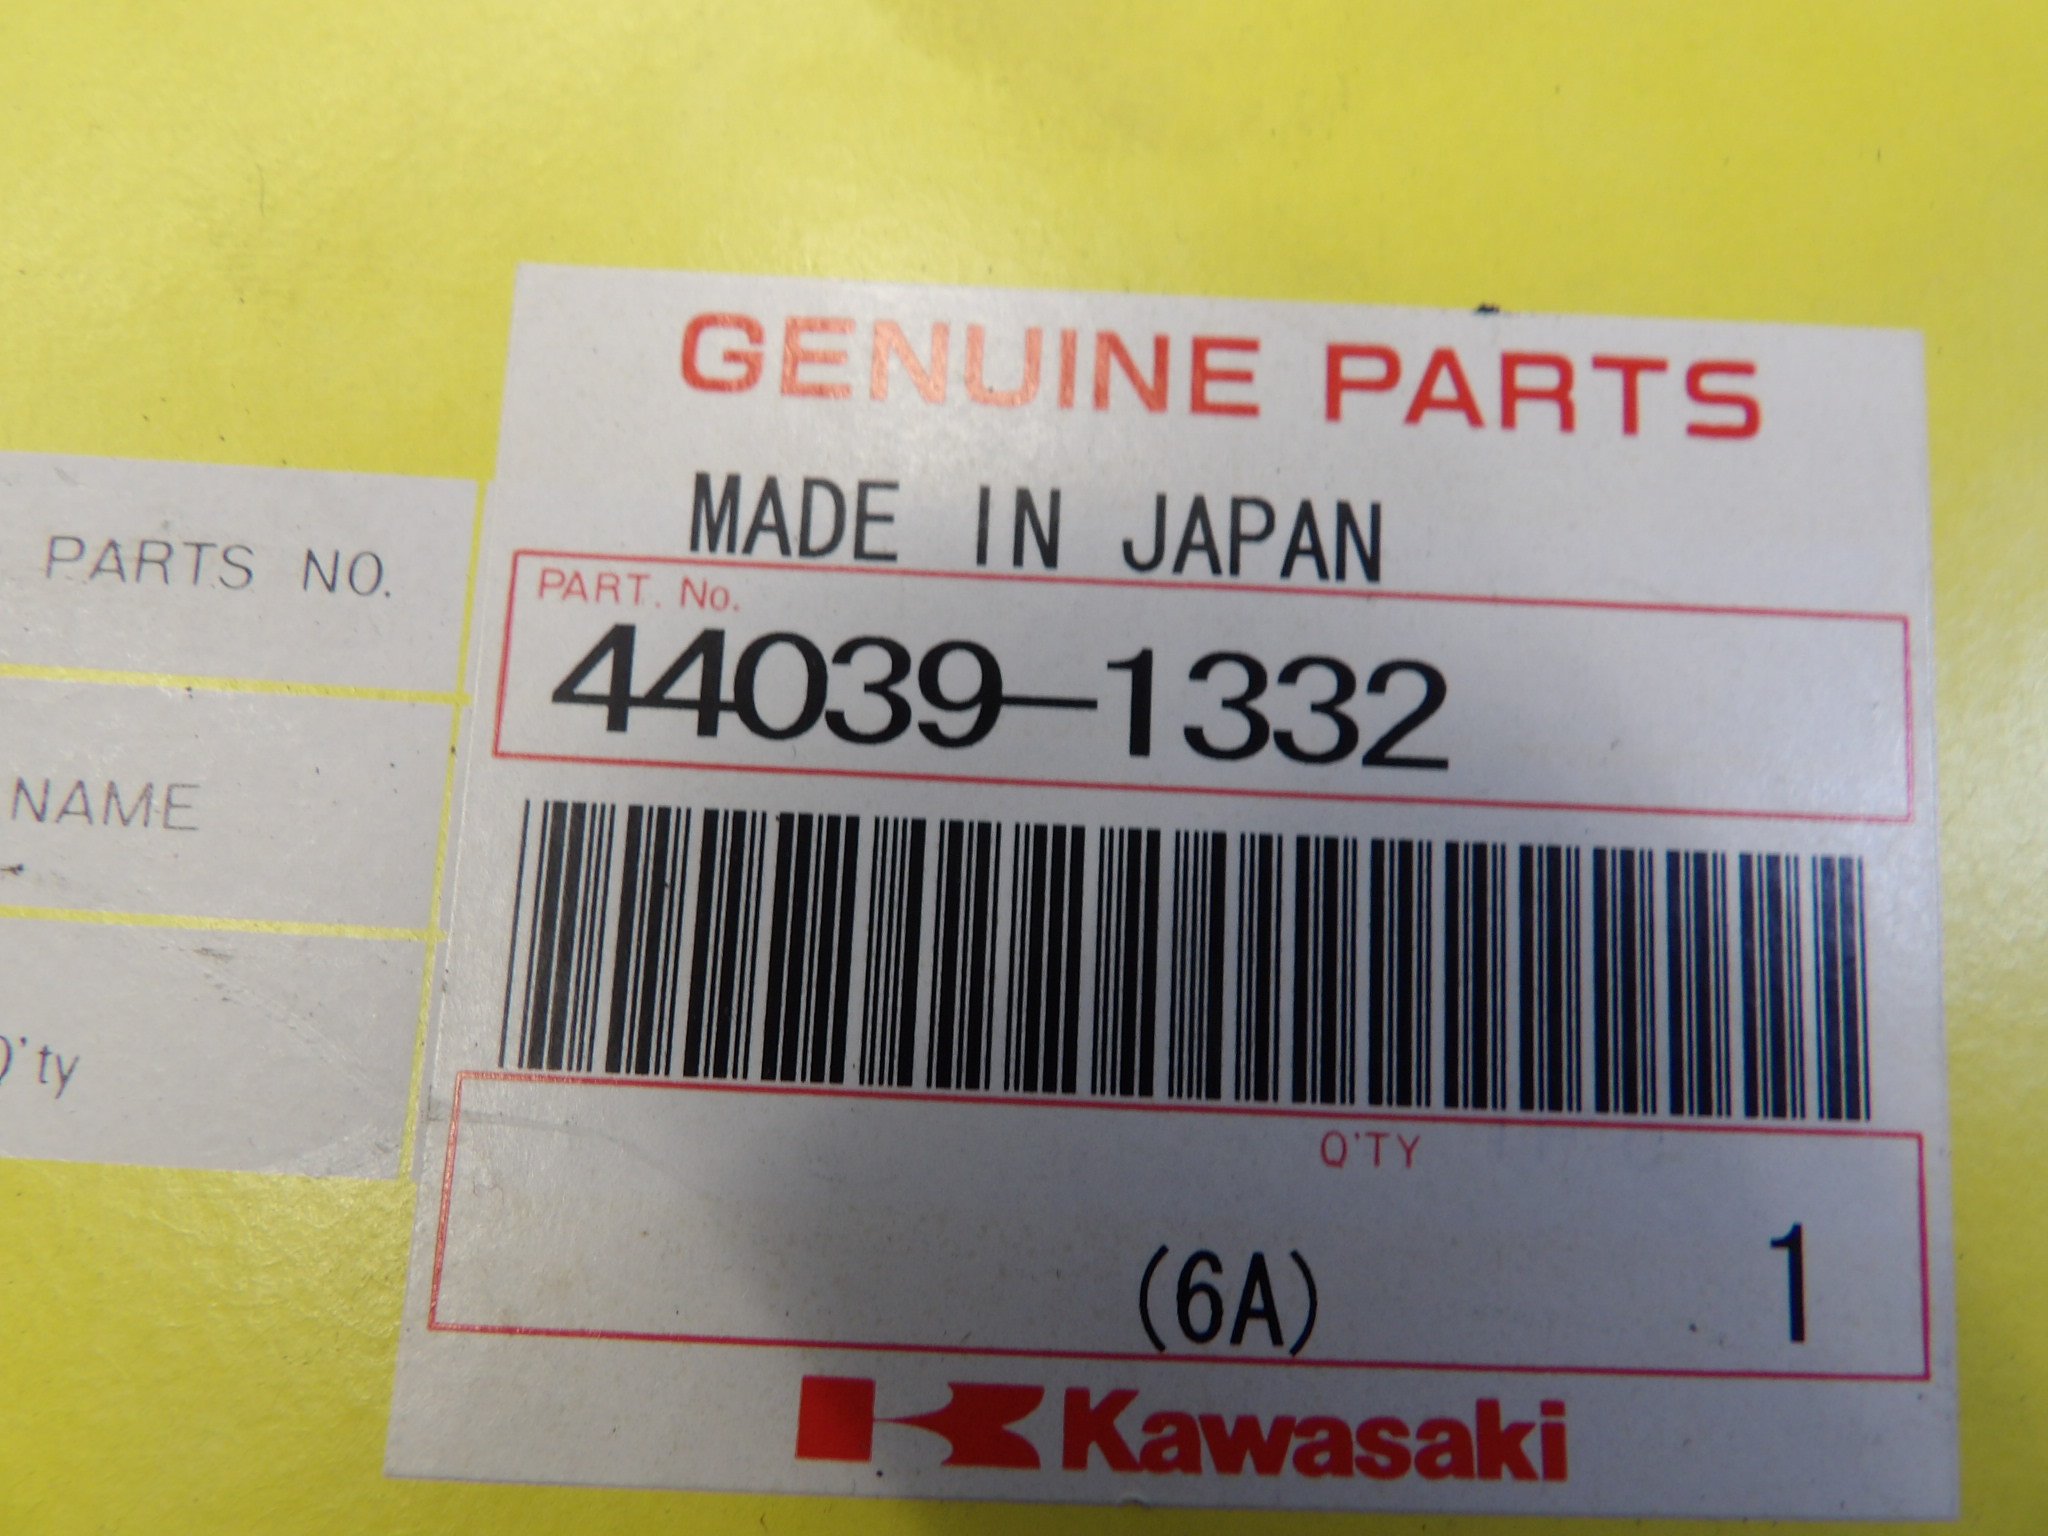 GENUINE PARTS
MADE IN JAPAN
PART. No.
44039-1332
Q'TY
(6A) 1
Kawasaki
PARTS NO.
NAME
Q'ty